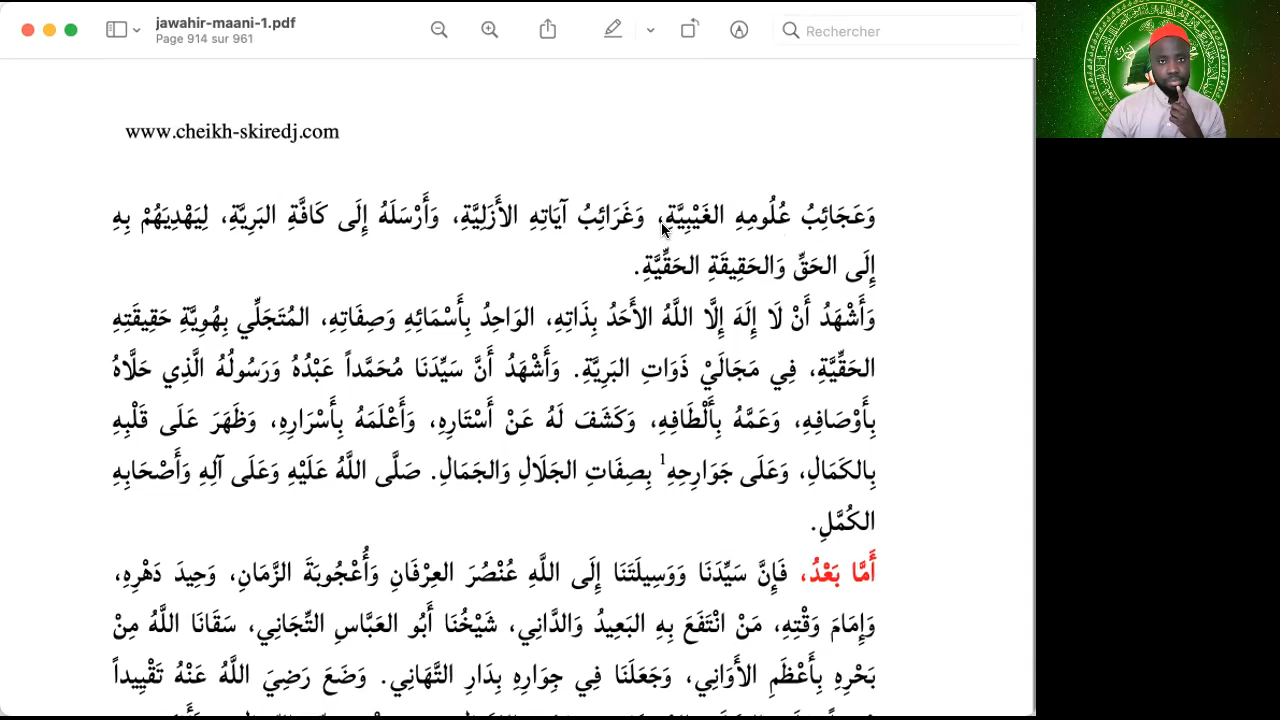 jawahir-maani-1.pdf
Page 914 sur 961
Rechercher
www.cheikh-skiredj.com
وَعَجَائِبُ عُلُومِهِ الغَيْبِيَّةِ، وَغَرَائِبُ آيَاتِهِ الأَزَلِيَّةِ، وَأَرْسَلَهُ إِلَى كَافَّةِ البَرِيَّةِ، لِيَهْدِيَهُمْ بِهِ
إِلَى الحَقِّ وَالحَقِيقَةِ الحَقِّيَّةِ.
وَأَشْهَدُ أَنْ لَا إِلَهَ إِلَّا اللَّهُ الأَحَدُ بِذَاتِهِ، الوَاحِدُ بِأَسْمَائِهِ وَصِفَاتِهِ، المُتَجَلِّي بِهُوِيَّةِ حَقِيقَتِهِ
الحَقِّيَّةِ، فِي مَجَالَيْ ذَوَاتِ البَرِيَّةِ. وَأَشْهَدُ أَنَّ سَيِّدَنَا مُحَمَّداً عَبْدُهُ وَرَسُولُهُ الَّذِي حَلَّاهُ
بِأَوْصَافِهِ، وَعَمَّهُ بِأَلْطَافِهِ، وَكَشَفَ لَهُ عَنْ أَسْتَارِهِ، وَأَعْلَمَهُ بِأَسْرَارِهِ، وَظَهَرَ عَلَى قَلْبِهِ
بِالكَمَالِ، وَعَلَى جَوَارِحِهِ1 بِصِفَاتِ الجَلَالِ وَالجَمَالِ. صَلَّى اللَّهُ عَلَيْهِ وَعَلَى آلِهِ وَأَصْحَابِهِ
الكُمَّلِ.
أَمَّا بَعْدُ، فَإِنَّ سَيِّدَنَا وَوَسِيلَتَنَا إِلَى اللَّهِ عُنْصُرَ العِرْفَانِ وَأُعْجُوبَةَ الزَّمَانِ، وَحِيدَ دَهْرِهِ،
وَإِمَامَ وَقْتِهِ، مَنْ انْتَفَعَ بِهِ البَعِيدُ وَالدَّانِي، شَيْخُنَا أَبُو العَبَّاسِ التِّجَانِي، سَقَانَا اللَّهُ مِنْ
بَحْرِهِ بِأَعْظَمِ الأَوَانِي، وَجَعَلَنَا فِي جِوَارِهِ بِدَارِ التَّهَانِي. وَضَعَ رَضِيَ اللَّهُ عَنْهُ تَقْيِيداً